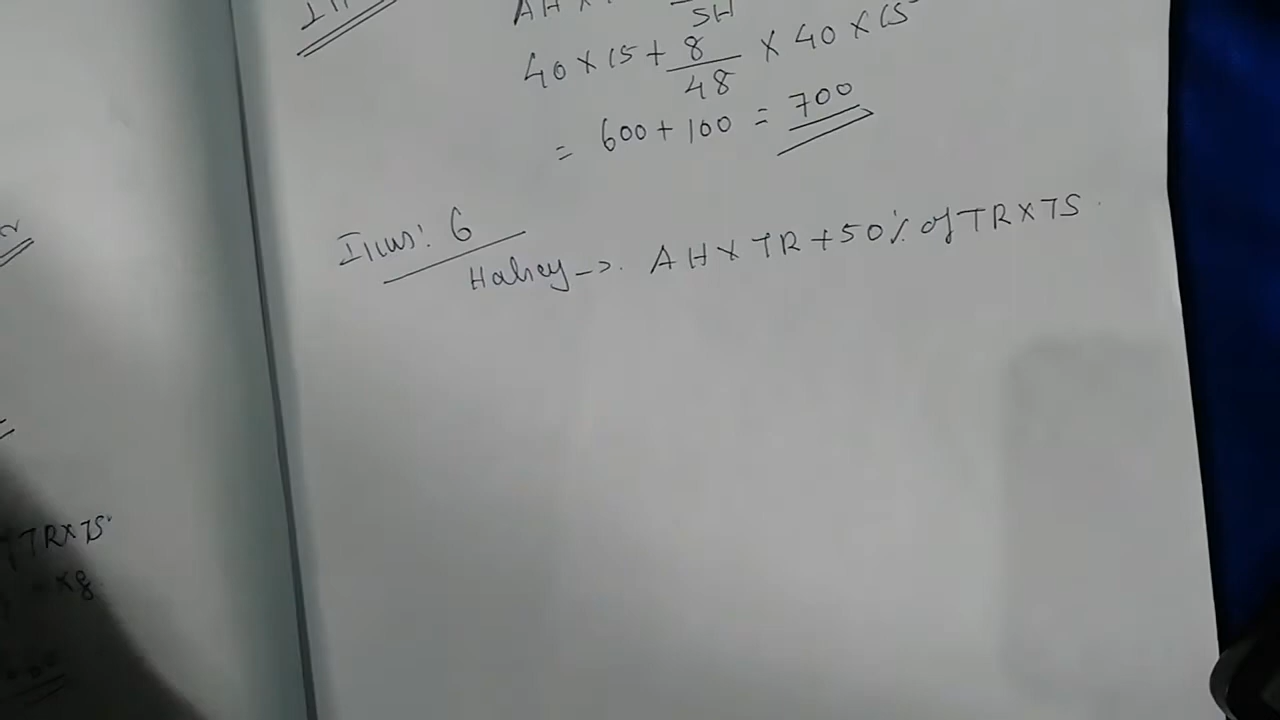 AH X
SH
40 X 15 + 8/48 X 40 X 15
= 600 + 100 = 700
Illus: 6
Halsey -> . AH X TR + 50% of TR X TS .
TR X TS
X 8